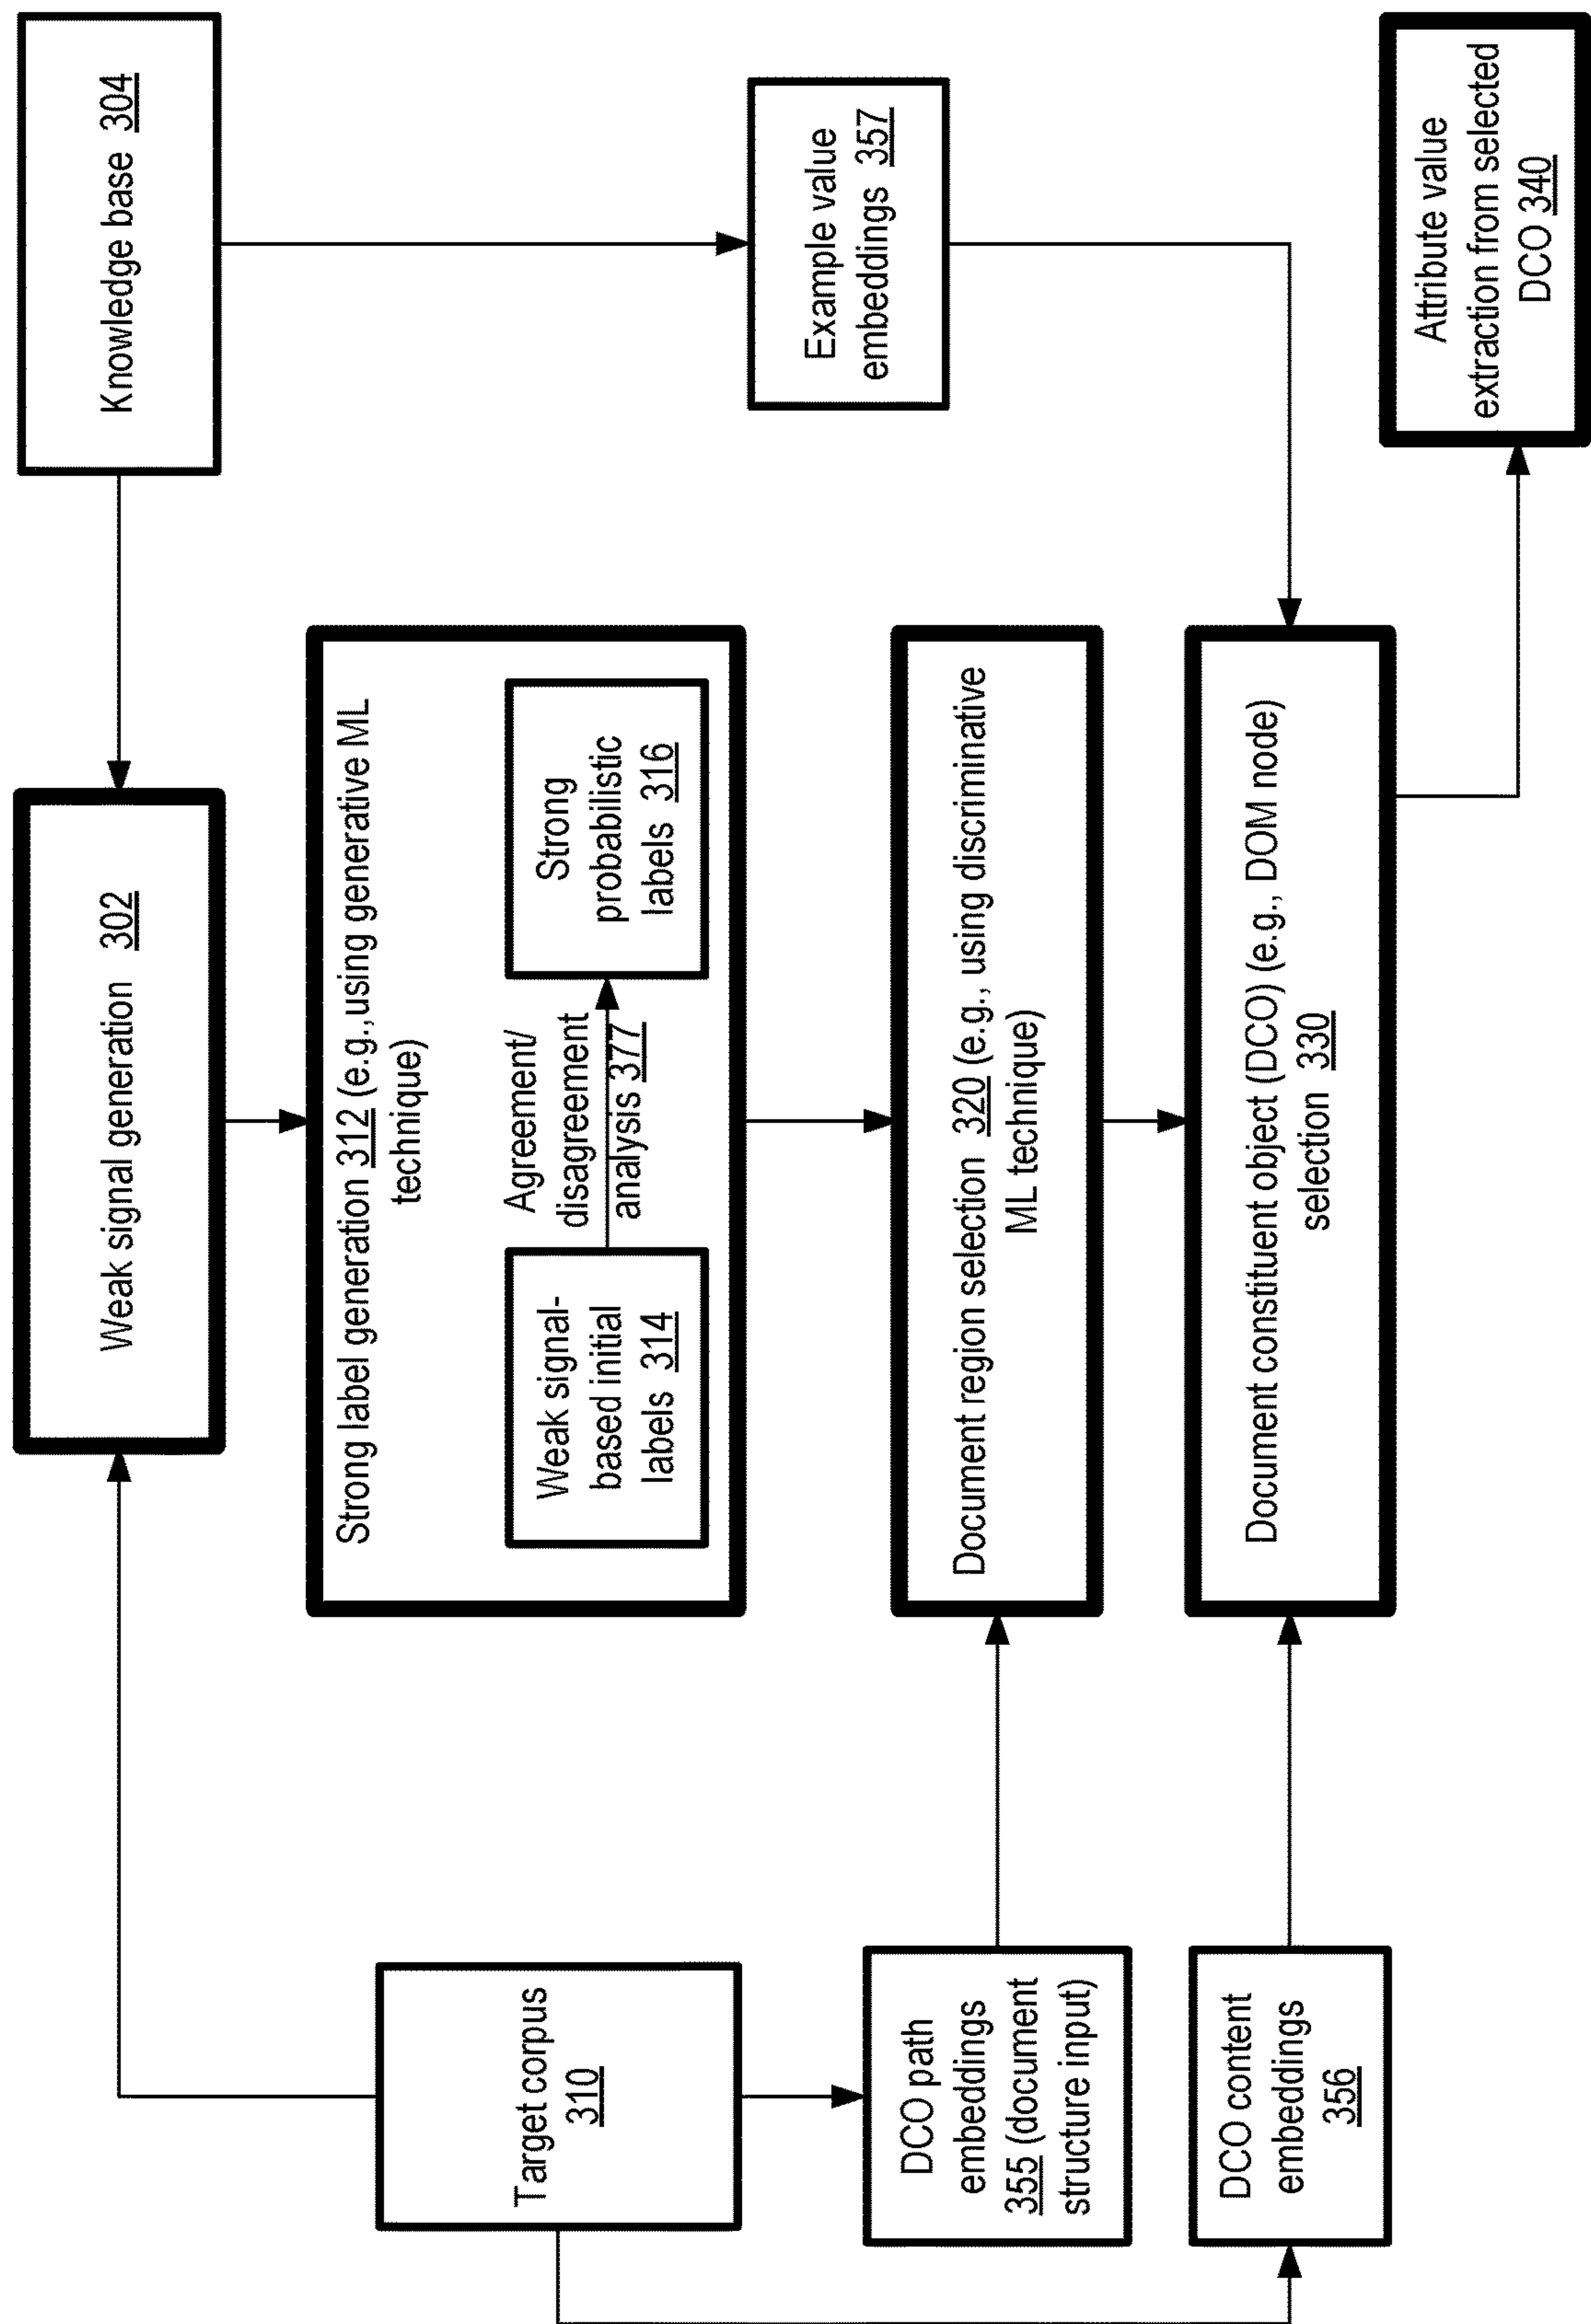 Weak signal generation 302
Knowledge base 304
Strong label generation 312 (e.g.,using generative ML
technique)
Target corpus
310
Weak signal-
based initial
labels 314
Agreement/
disagreement
analysis 377
Strong
probabilistic
labels 316
Example value
embeddings 357
DCO path
embeddings
355 (document
structure input)
Document region selection 320 (e.g., using discriminative
ML technique)
DCO content
embeddings
356
Document constituent object (DCO) (e.g., DOM node)
selection 330
Attribute value
extraction from selected
DCO 340